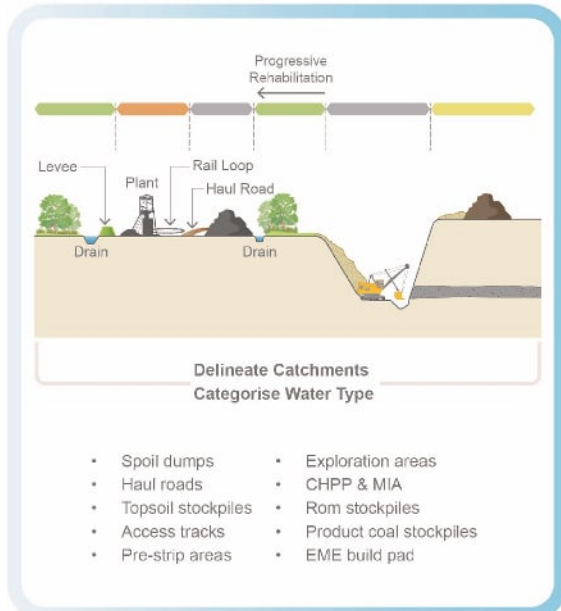 Progressive
Rehabilitation
Levee
Rail Loop
Plant
Haul Road
Drain
Drain
Delineate Catchments
Categorise Water Type
• Spoil dumps
• Haul roads
• Topsoil stockpiles
• Access tracks
• Pre-strip areas
• Exploration areas
• CHPP & MIA
• Rom stockpiles
• Product coal stockpiles
• EME build pad